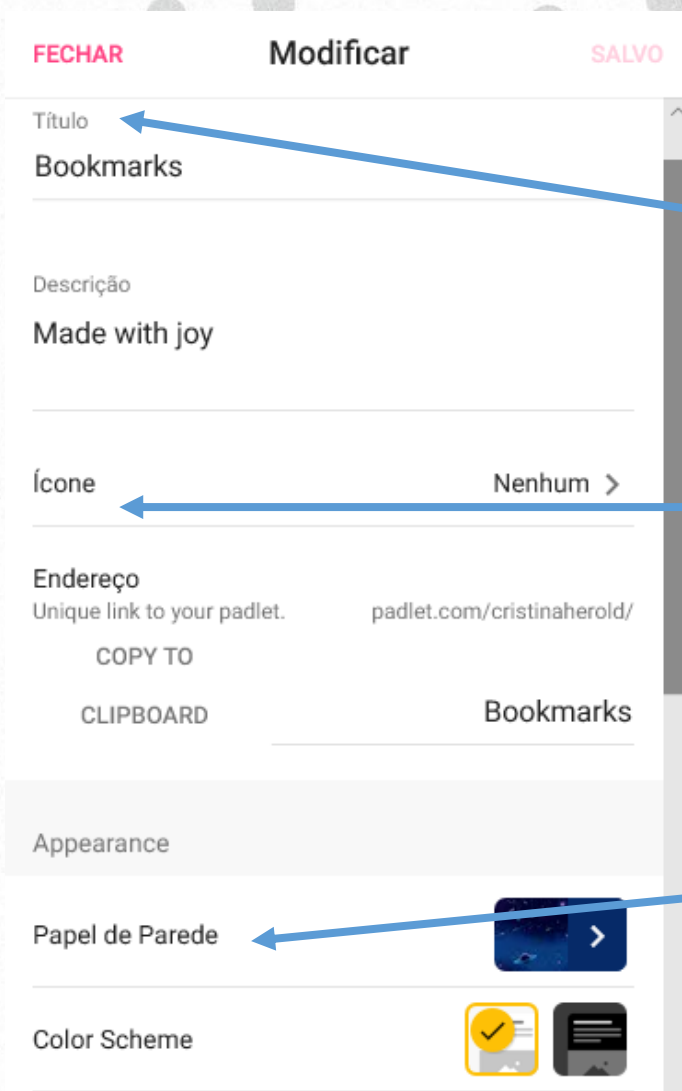 FECHAR Modificar SALVO
Título
Bookmarks
Descrição
Made with joy
Ícone Nenhum
Endereço
Unique link to your padlet. padlet.com/cristinaherold/
COPY TO
CLIPBOARD Bookmarks
Appearance
Papel de Parede
Color Scheme